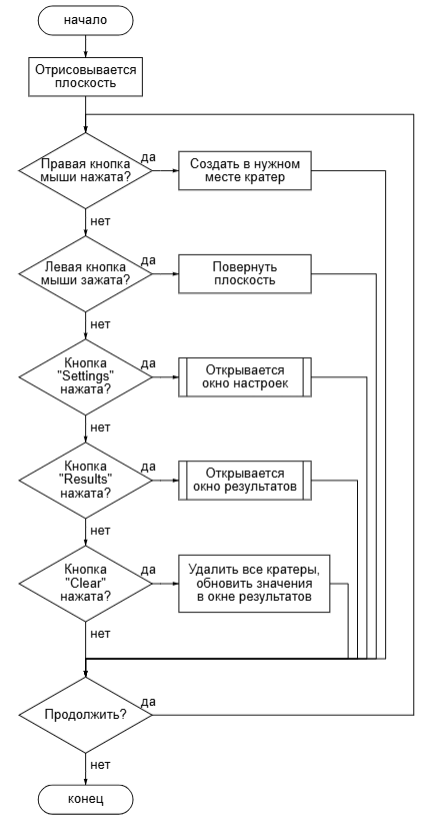 начало
Отрисовывается
плоскость
Правая кнопка
мыши нажата?
да
Создать в нужном
месте кратер
нет
Левая кнопка
мыши зажата?
да
Повернуть
плоскость
нет
Кнопка
"Settings"
нажата?
да
Открывается
окно настроек
нет
Кнопка
"Results"
нажата?
да
Открывается
окно результатов
нет
Кнопка
"Clear"
нажата?
да
Удалить все кратеры,
обновить значения
в окне результатов
нет
Продолжить?
да
нет
конец